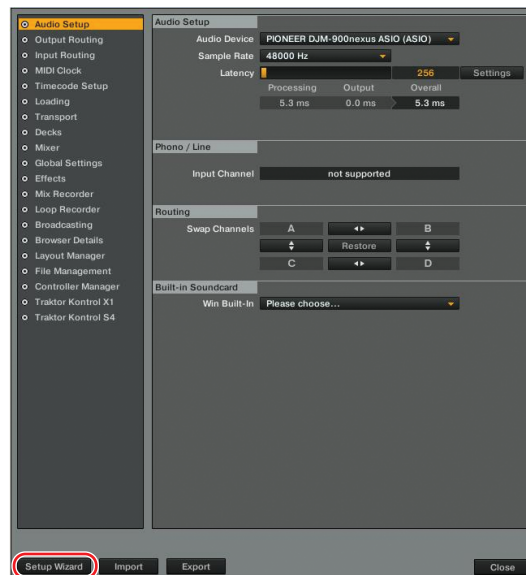 Audio Setup
Output Routing
Input Routing
MIDI Clock
Timecode Setup
Loading
Transport
Decks
Mixer
Global Settings
Effects
Mix Recorder
Loop Recorder
Broadcasting
Browser Details
Layout Manager
File Management
Controller Manager
Traktor Kontrol X1
Traktor Kontrol S4
Audio Setup
Audio Device PIONEER DJM-900nexus ASIO (ASIO)
Sample Rate 48000 Hz
Latency 256 Settings
Processing Output Overall
5.3 ms 0.0 ms 5.3 ms
Phono / Line
Input Channel not supported
Routing
Swap Channels A B
Restore
C D
Built-in Soundcard
Win Built-In Please choose...
Setup Wizard Import Export Close